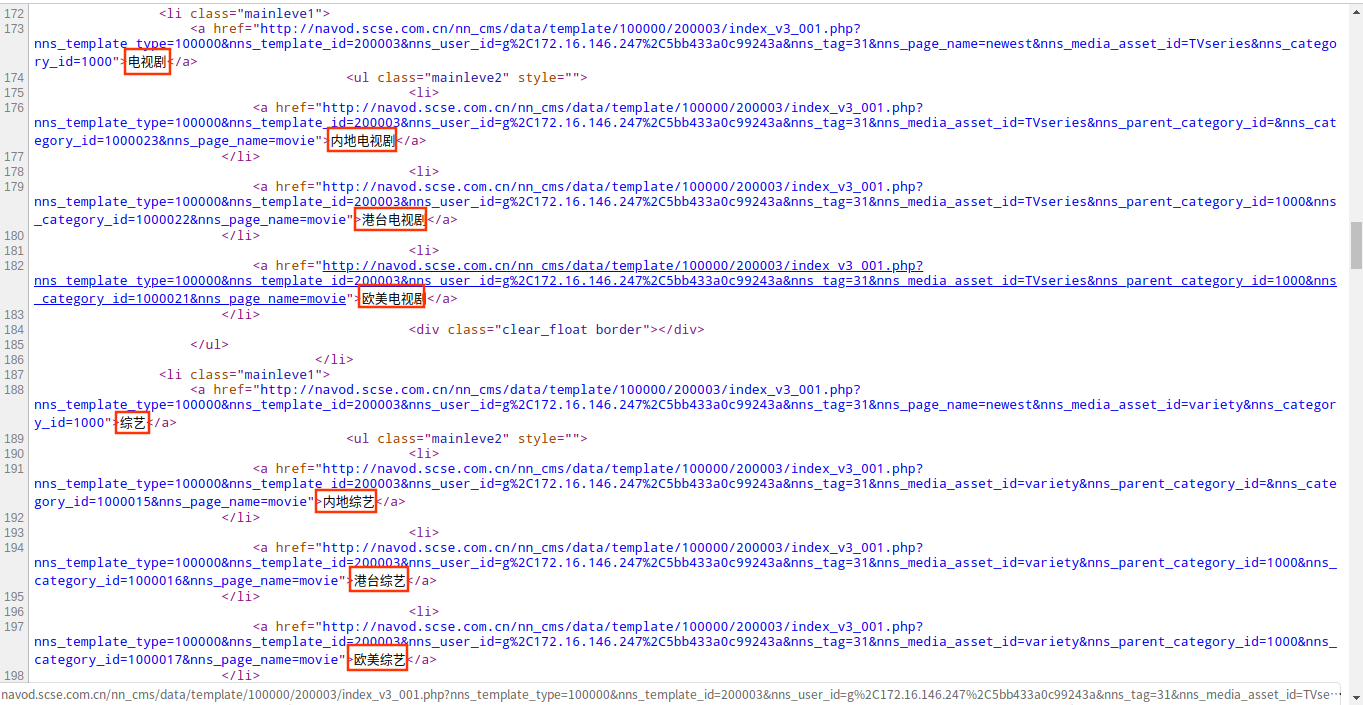 172 <li class="mainleve1">
173 <a href="http://navod.scse.com.cn/nn_cms/data/template/100000/200003/index_v3_001.php?
nns_template_type=100000&nns_template_id=200003&nns_user_id=g%2C172.16.146.247%2C5bb433a0c99243a&nns_tag=31&nns_page_name=newest&nns_media_asset_id=TVseries&nns_catego
ry_id=1000">电视剧</a>
174 <ul class="mainleve2" style="">
175 <li>
176 <a href="http://navod.scse.com.cn/nn_cms/data/template/100000/200003/index_v3_001.php?
nns_template_type=100000&nns_template_id=200003&nns_user_id=g%2C172.16.146.247%2C5bb433a0c99243a&nns_tag=31&nns_media_asset_id=TVseries&nns_parent_category_id=&nns_cat
egory_id=1000023&nns_page_name=movie">内地电视剧</a>
177 </li>
178 <li>
179 <a href="http://navod.scse.com.cn/nn_cms/data/template/100000/200003/index_v3_001.php?
nns_template_type=100000&nns_template_id=200003&nns_user_id=g%2C172.16.146.247%2C5bb433a0c99243a&nns_tag=31&nns_media_asset_id=TVseries&nns_parent_category_id=1000&nns
_category_id=1000022&nns_page_name=movie">港台电视剧</a>
180 </li>
181 <li>
182 <a href="http://navod.scse.com.cn/nn_cms/data/template/100000/200003/index_v3_001.php?
nns_template_type=100000&nns_template_id=200003&nns_user_id=g%2C172.16.146.247%2C5bb433a0c99243a&nns_tag=31&nns_media_asset_id=TVseries&nns_parent_category_id=1000&nns
_category_id=1000021&nns_page_name=movie">欧美电视剧</a>
183 </li>
184 <div class="clear_float border"></div>
185 </ul>
186 </li>
187 <li class="mainleve1">
188 <a href="http://navod.scse.com.cn/nn_cms/data/template/100000/200003/index_v3_001.php?
nns_template_type=100000&nns_template_id=200003&nns_user_id=g%2C172.16.146.247%2C5bb433a0c99243a&nns_tag=31&nns_page_name=newest&nns_media_asset_id=variety&nns_categor
y_id=1000">综艺</a>
189 <ul class="mainleve2" style="">
190 <li>
191 <a href="http://navod.scse.com.cn/nn_cms/data/template/100000/200003/index_v3_001.php?
nns_template_type=100000&nns_template_id=200003&nns_user_id=g%2C172.16.146.247%2C5bb433a0c99243a&nns_tag=31&nns_media_asset_id=variety&nns_parent_category_id=&nns_cate
gory_id=1000015&nns_page_name=movie">内地综艺</a>
192 </li>
193 <li>
194 <a href="http://navod.scse.com.cn/nn_cms/data/template/100000/200003/index_v3_001.php?
nns_template_type=100000&nns_template_id=200003&nns_user_id=g%2C172.16.146.247%2C5bb433a0c99243a&nns_tag=31&nns_media_asset_id=variety&nns_parent_category_id=1000&nns_
category_id=1000016&nns_page_name=movie">港台综艺</a>
195 </li>
196 <li>
197 <a href="http://navod.scse.com.cn/nn_cms/data/template/100000/200003/index_v3_001.php?
nns_template_type=100000&nns_template_id=200003&nns_user_id=g%2C172.16.146.247%2C5bb433a0c99243a&nns_tag=31&nns_media_asset_id=variety&nns_parent_category_id=1000&nns_
category_id=1000017&nns_page_name=movie">欧美综艺</a>
198 </li>
navod.scse.com.cn/nn_cms/data/template/100000/200003/index_v3_001.php?nns_template_type=100000&nns_template_id=200003&nns_user_id=g%2C172.16.146.247%2C5bb433a0c99243a&nns_tag=31&nns_media_asset_id=TVse…